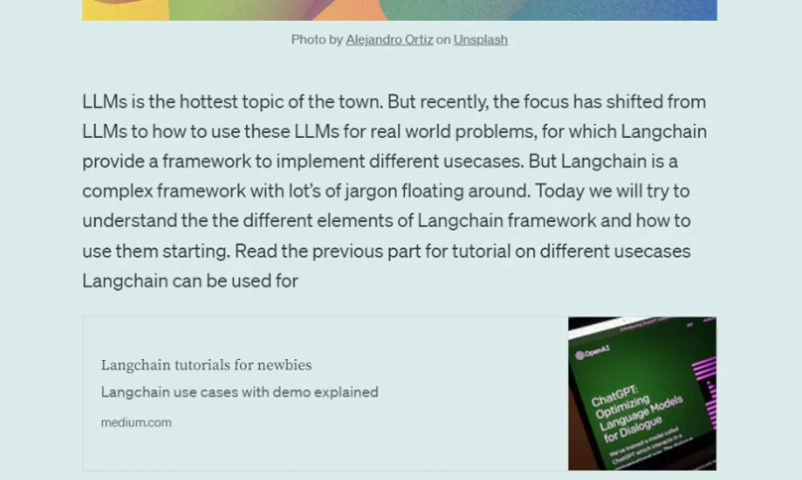 Photo by Alejandro Ortiz on Unsplash
LLMs is the hottest topic of the town. But recently, the focus has shifted from
LLMs to how to use these LLMs for real world problems, for which Langchain
provide a framework to implement different usecases. But Langchain is a
complex framework with lot's of jargon floating around. Today we will try to
understand the the different elements of Langchain framework and how to
use them starting. Read the previous part for tutorial on different usecases
Langchain can be used for
Langchain tutorials for newbies
Langchain use cases with demo explained
medium.com
OpenAI
ChatGPT:
Optimizing
Language Models
for Dialogue